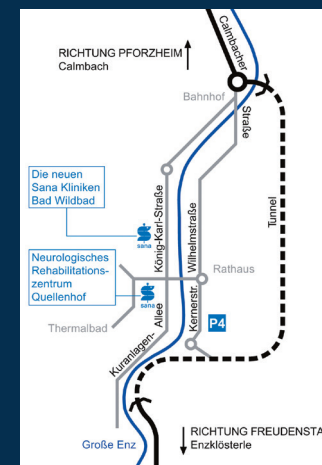 RICHTUNG PFORZHEIM
Calmbach
Calmbacher
Straße
Bahnhof
Die neuen
Sana Kliniken
Bad Wildbad
sana
König-Karl-Straße
Wilhelmstraße
Tunnel
Neurologisches
Rehabilitations-
zentrum
Quellenhof
sana
Rathaus
Thermalbad
Kuranlagen-
Allee
Kernerstr.
P4
Große Enz
RICHTUNG FREUDENSTA
Enzklösterle